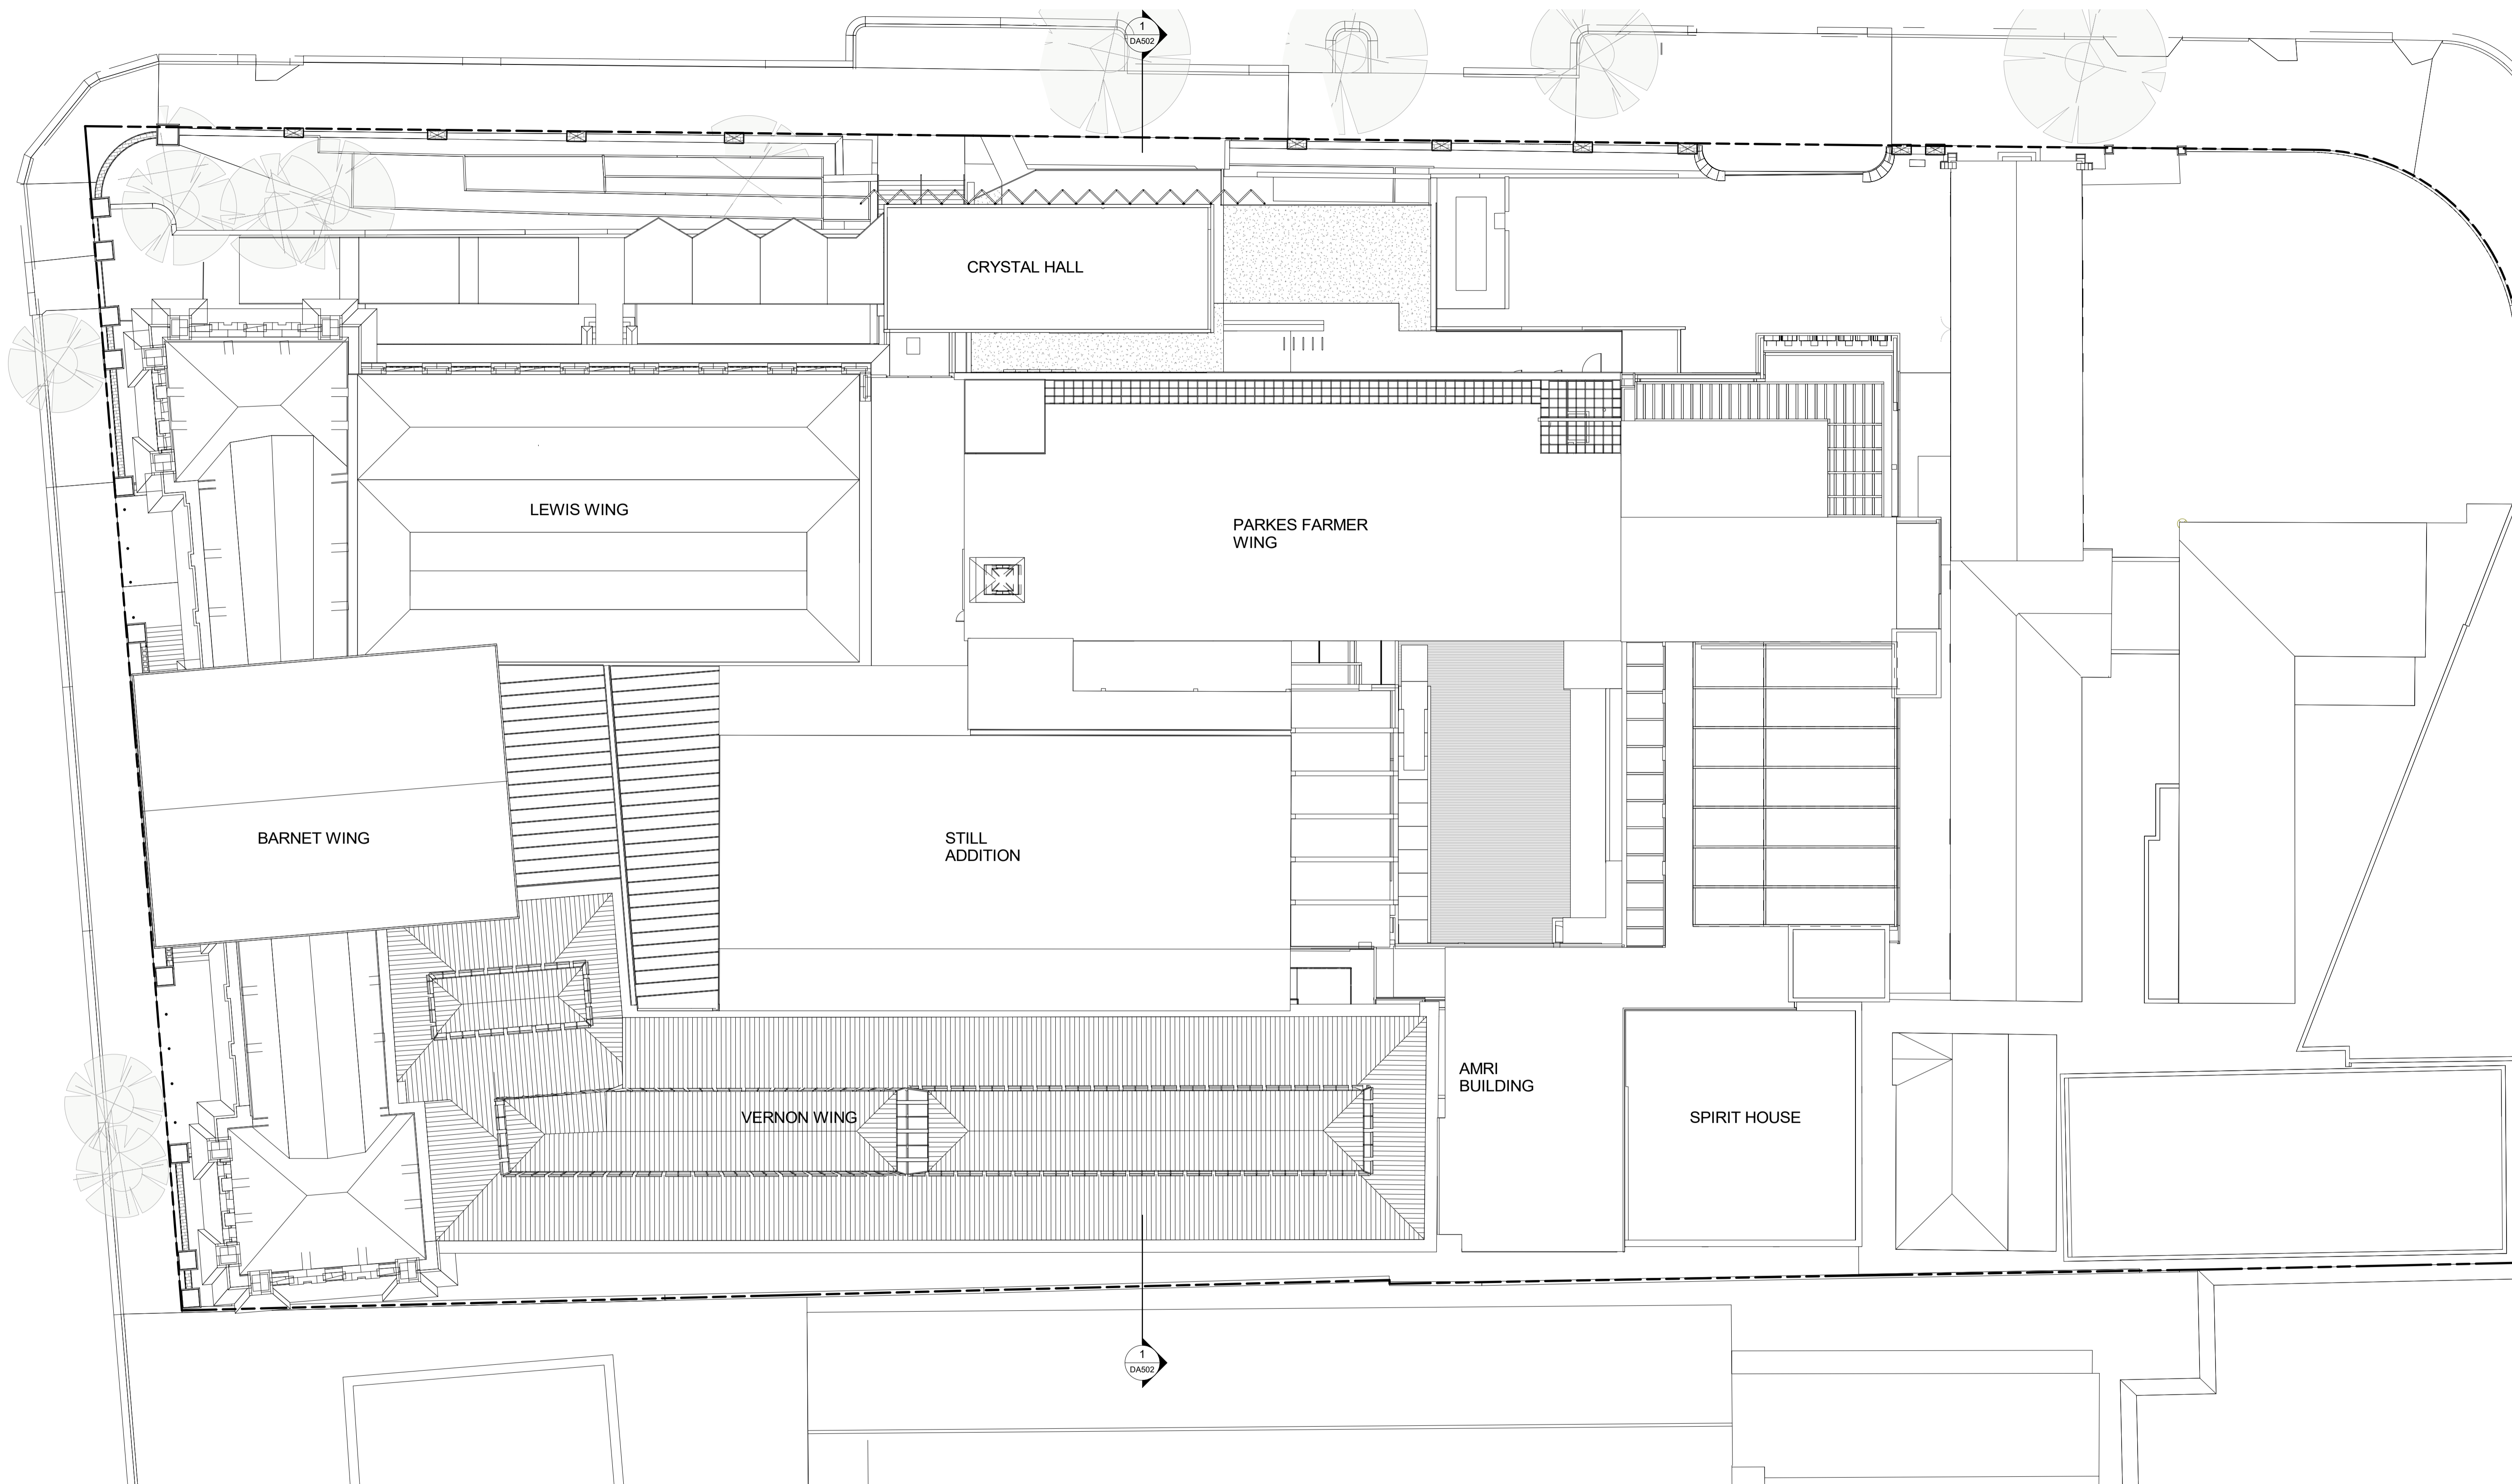 1
DA502
CRYSTAL HALL
LEWIS WING
PARKES FARMER
WING
BARNET WING
STILL
ADDITION
AMRI
BUILDING
VERNON WING
SPIRIT HOUSE
1
DA502